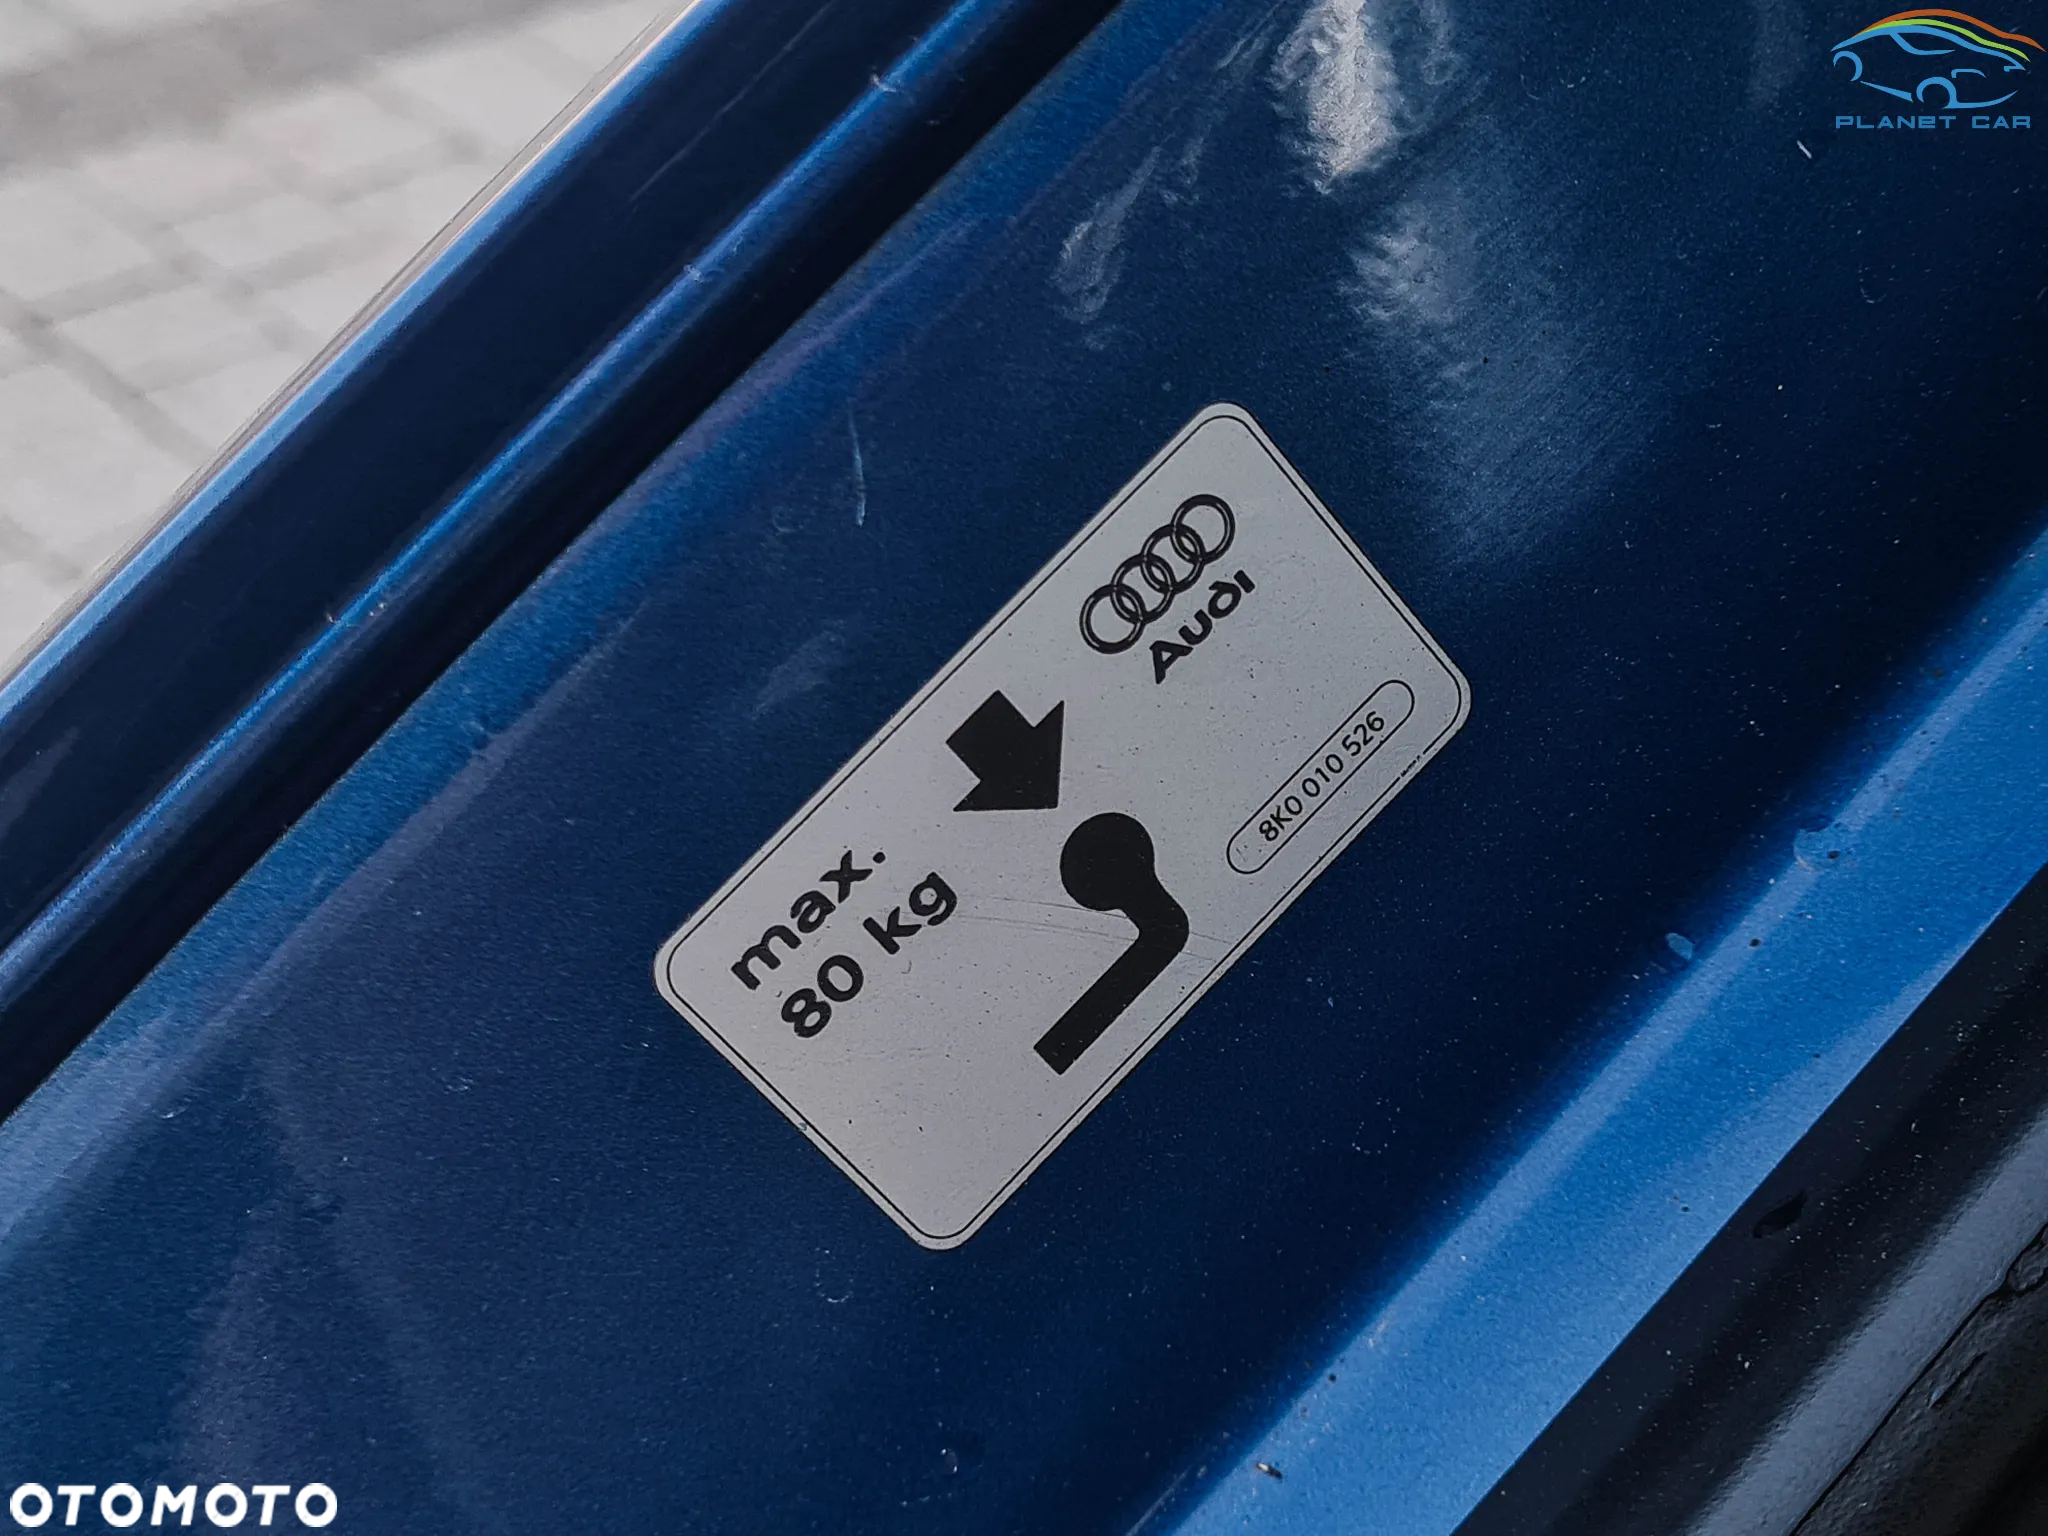 PLANET CAR
Audi
8K0 010 526
max.
80 kg
OTOMOTO